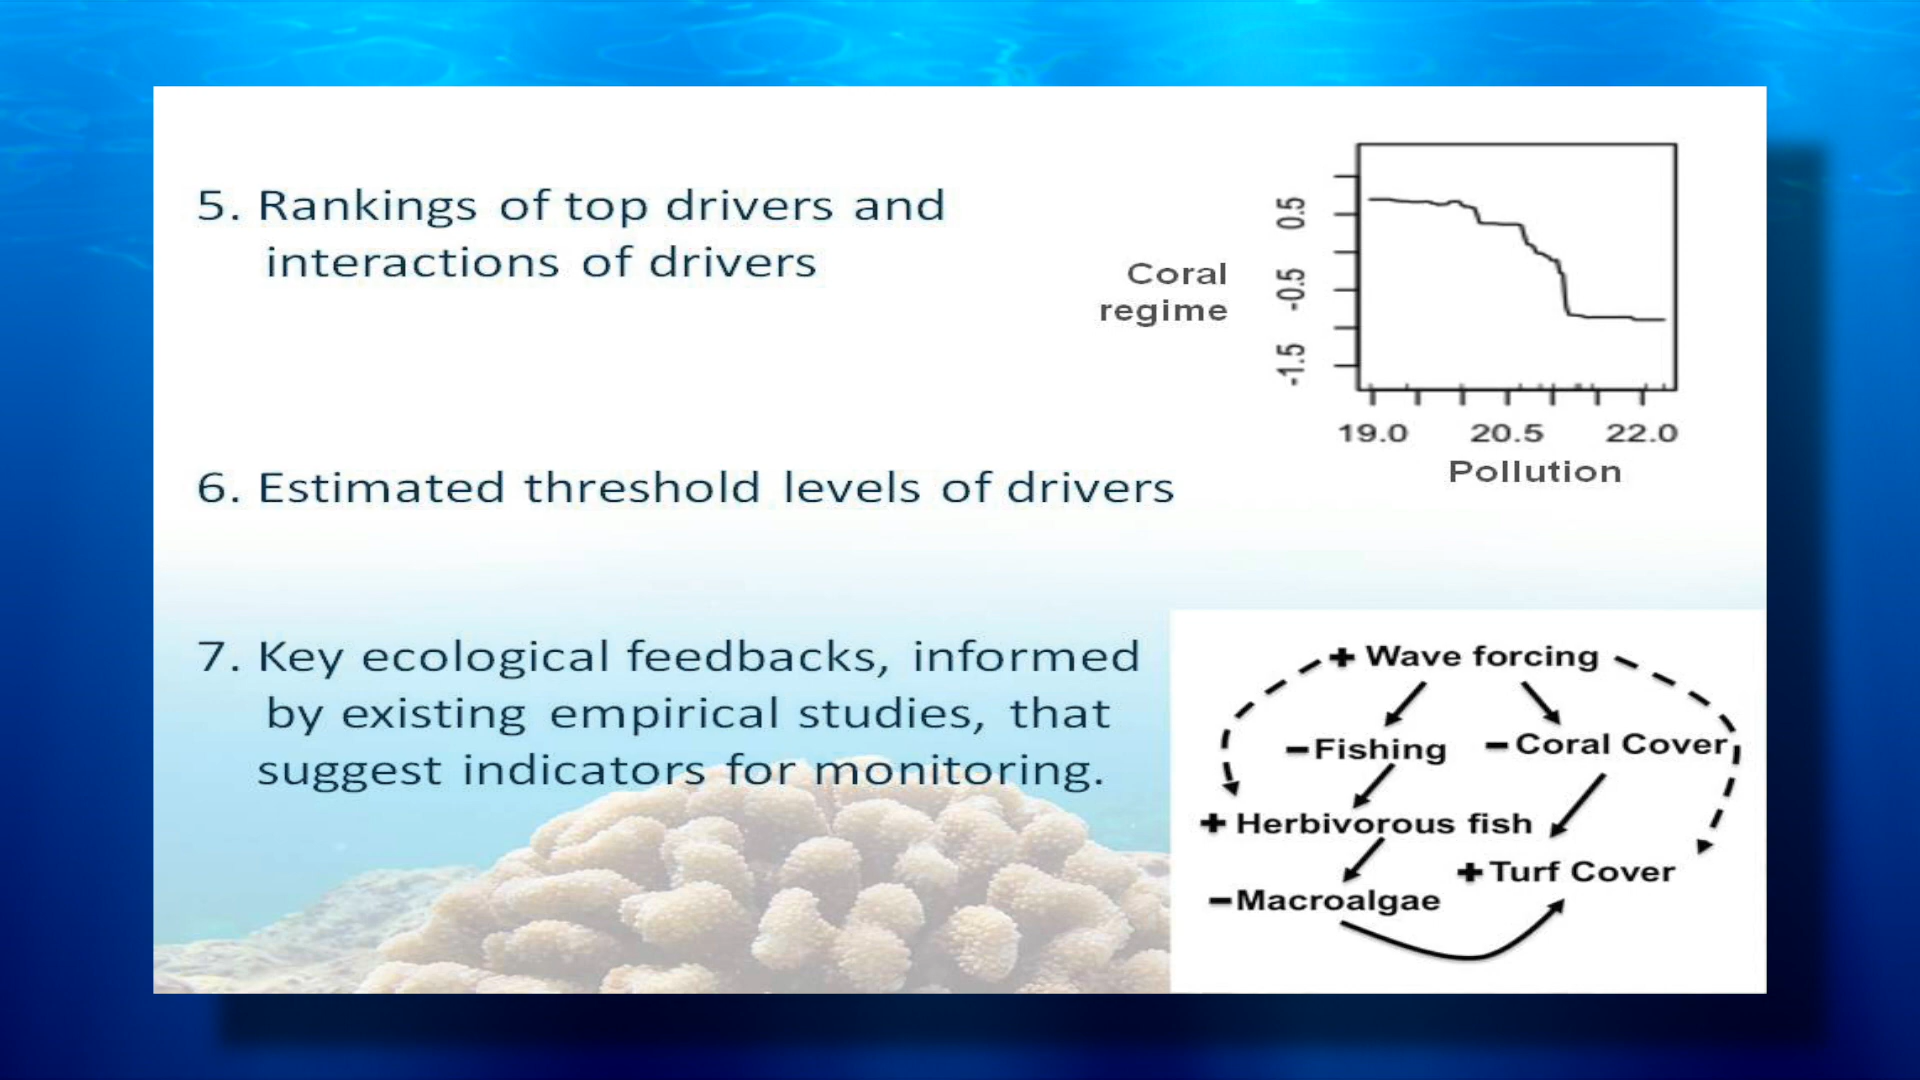 5. Rankings of top drivers and
interactions of drivers
Coral
regime
0.5
-0.5
-1.5
19.0 20.5 22.0
Pollution
6. Estimated threshold levels of drivers
7. Key ecological feedbacks, informed
by existing empirical studies, that
suggest indicators for monitoring.
+ Wave forcing
-Fishing
-Coral Cover
+ Herbivorous fish
+ Turf Cover
-Macroalgae